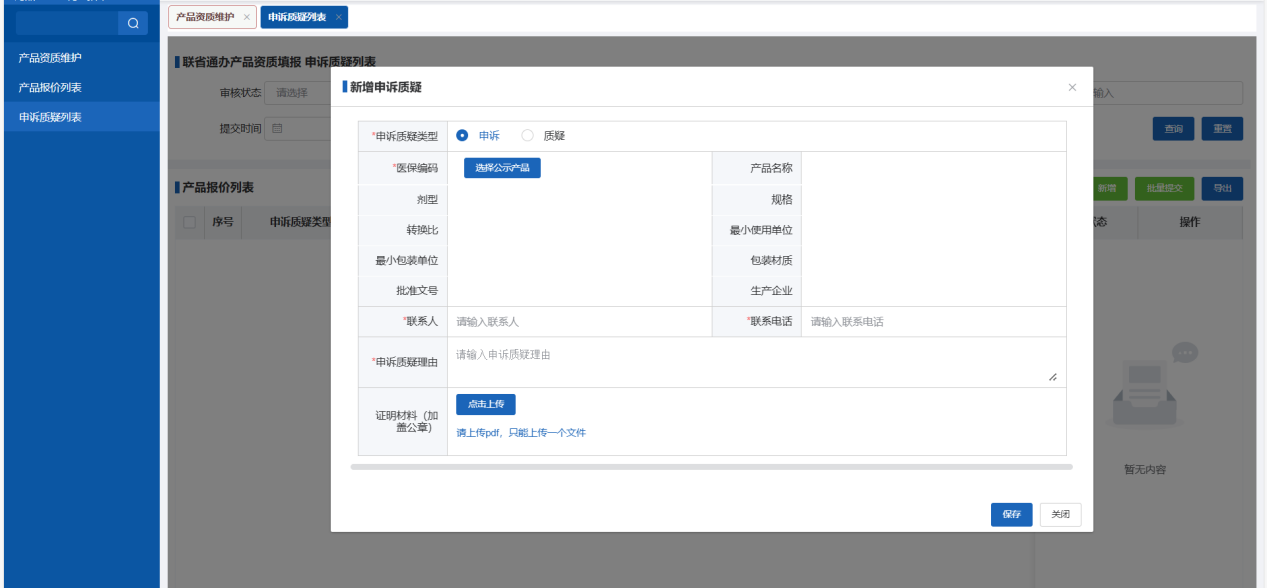 产品资质维护 × 申诉质疑列表 ×
产品资质维护
产品报价列表
申诉质疑列表
联省通办产品资质填报 申诉质疑列表
审核状态 请选择
输入
提交时间
查询 重置
产品报价列表
新增 批量提交 导出
序号 申诉质疑类型
态 操作
暂无内容
新增申诉质疑 ×
*申诉质疑类型 申诉 质疑
*医保编码 选择公示产品 产品名称
剂型 规格
转换比 最小使用单位
最小包装单位 包装材质
批准文号 生产企业
*联系人 请输入联系人 *联系电话 请输入联系电话
*申诉质疑理由 请输入申诉质疑理由
证明材料（加
盖公章） 点击上传
请上传pdf，只能上传一个文件
保存 关闭